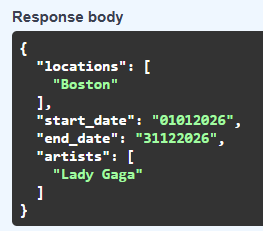 Response body
{
  "locations": [
    "Boston"
  ],
  "start_date": "01012026",
  "end_date": "31122026",
  "artists": [
    "Lady Gaga"
  ]
}